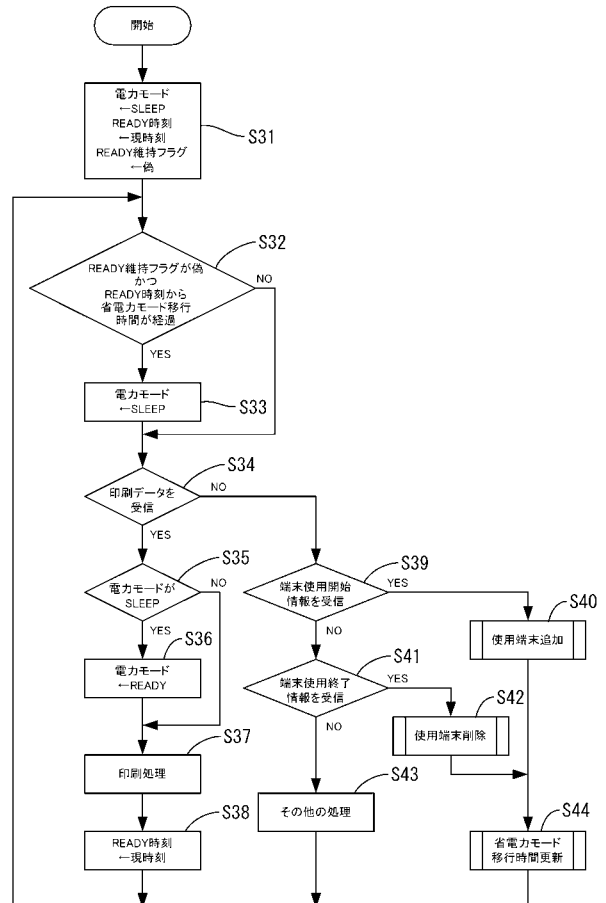 開始
電力モード
←SLEEP
READY時刻
←現時刻
READY維持フラグ
←偽
S31
READY維持フラグが偽
かつ
READY時刻から
省電力モード移行
時間が経過
S32
NO
YES
電力モード
←SLEEP
S33
印刷データを
受信
S34
NO
YES
電力モードが
SLEEP
S35
NO
YES
電力モード
←READY
S36
印刷処理
S37
READY時刻
←現時刻
S38
端末使用開始
情報を受信
S39
YES
NO
使用端末追加
S40
端末使用終了
情報を受信
S41
YES
NO
使用端末削除
S42
その他の処理
S43
省電力モード
移行時間更新
S44